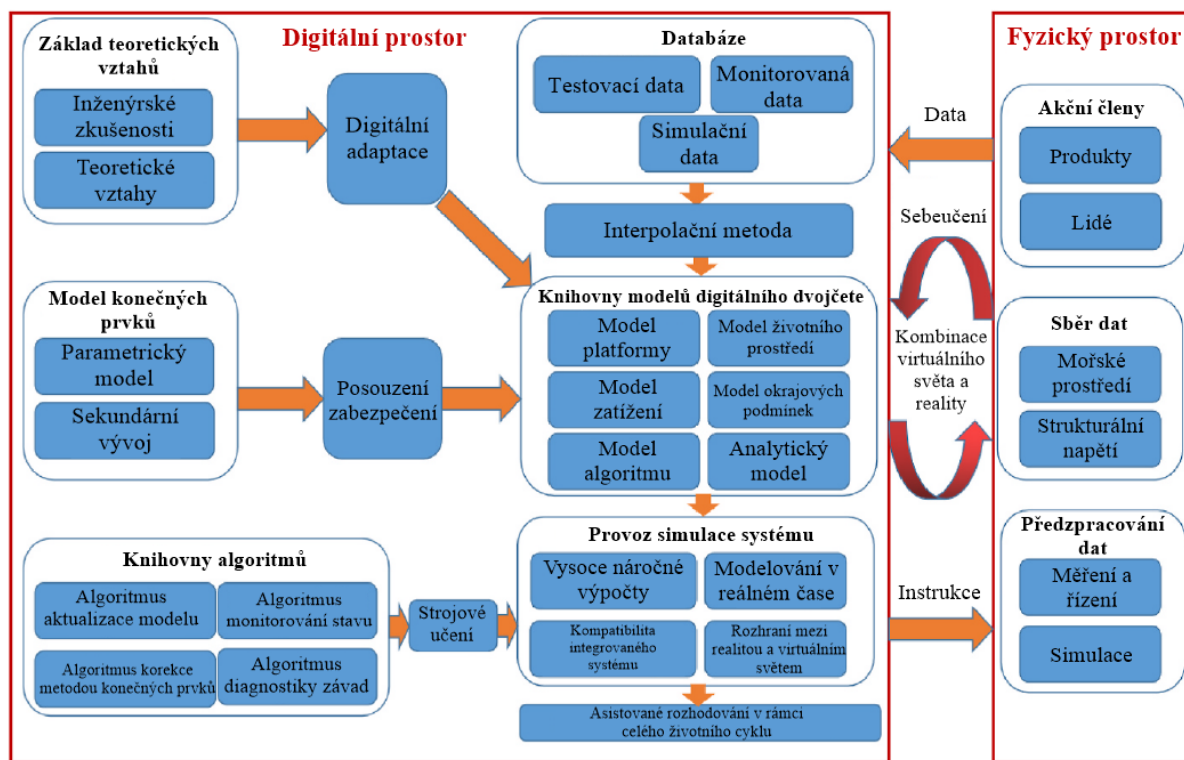 Digitální prostor
Základ teoretických
vztahů
Inženýrské
zkušenosti
Teoretické
vztahy
Digitální
adaptace
Databáze
Testovací data
Monitorovaná
data
Simulační
data
Interpolační metoda
Model konečných
prvků
Parametrický
model
Sekundární
vývoj
Posouzení
zabezpečení
Knihovny modelů digitálního dvojčete
Model
platformy
Model životního
prostředí
Model
zatížení
Model okrajových
podmínek
Model
algoritmu
Analytický
model
Knihovny algoritmů
Algoritmus
aktualizace modelu
Algoritmus
monitorování stavu
Algoritmus korekce
metodou konečných prvků
Algoritmus
diagnostiky závad
Strojové
učení
Provoz simulace systému
Vysoce náročné
výpočty
Modelování v
reálném čase
Kompatibilita
integrovaného
systému
Rozhraní mezi
realitou a virtuálním
světem
Asistované rozhodování v rámci
celého životního cyklu
Data
Sebeučení
Kombinace
virtuálního
světa a
reality
Instrukce
Fyzický prostor
Akční členy
Produkty
Lidé
Sběr dat
Mořské
prostředí
Strukturální
napětí
Předzpracování
dat
Měření a
řízení
Simulace